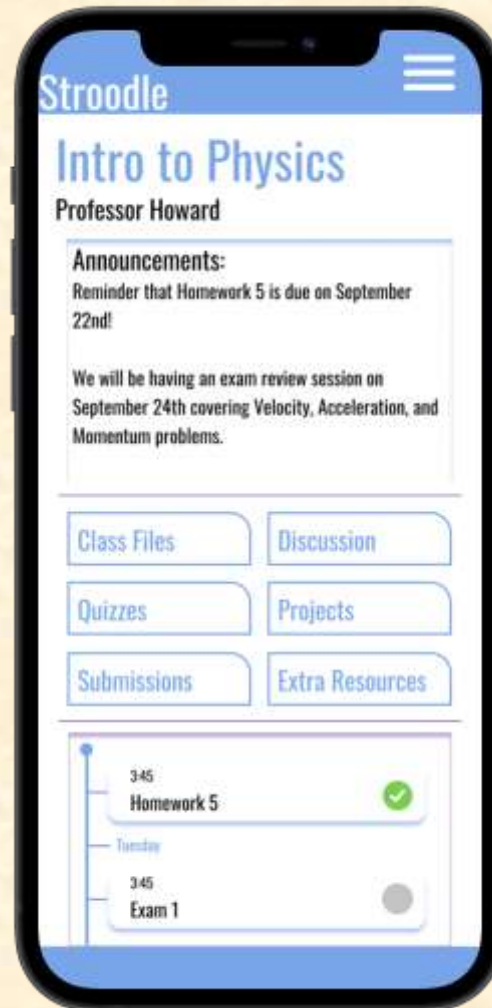 Stroodle
Intro to Physics
Professor Howard
Announcements:
Reminder that Homework 5 is due on September
22nd!
We will be having an exam review session on
September 24th covering Velocity, Acceleration, and
Momentum problems.
Class Files
Discussion
Quizzes
Projects
Submissions
Extra Resources
3:45
Homework 5
Tuesday
3:45
Exam 1